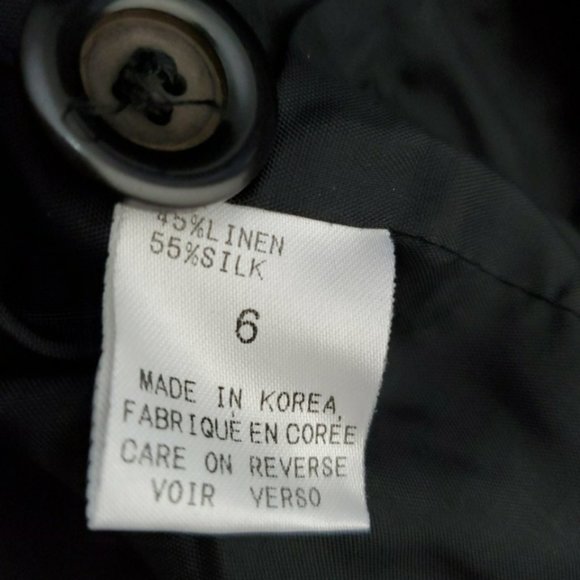 45%LINEN
55%SILK
6
MADE IN KOREA,
FABRIQUÉ EN CORÉE
CARE ON REVERSE
VOIR VERSO